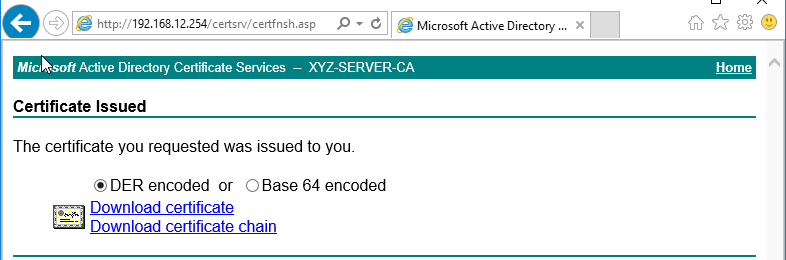 http://192.168.12.254/certsrv/certfnsh.asp
Microsoft Active Directory ...
Microsoft Active Directory Certificate Services -- XYZ-SERVER-CA Home
Certificate Issued
The certificate you requested was issued to you.
DER encoded or Base 64 encoded
Download certificate
Download certificate chain